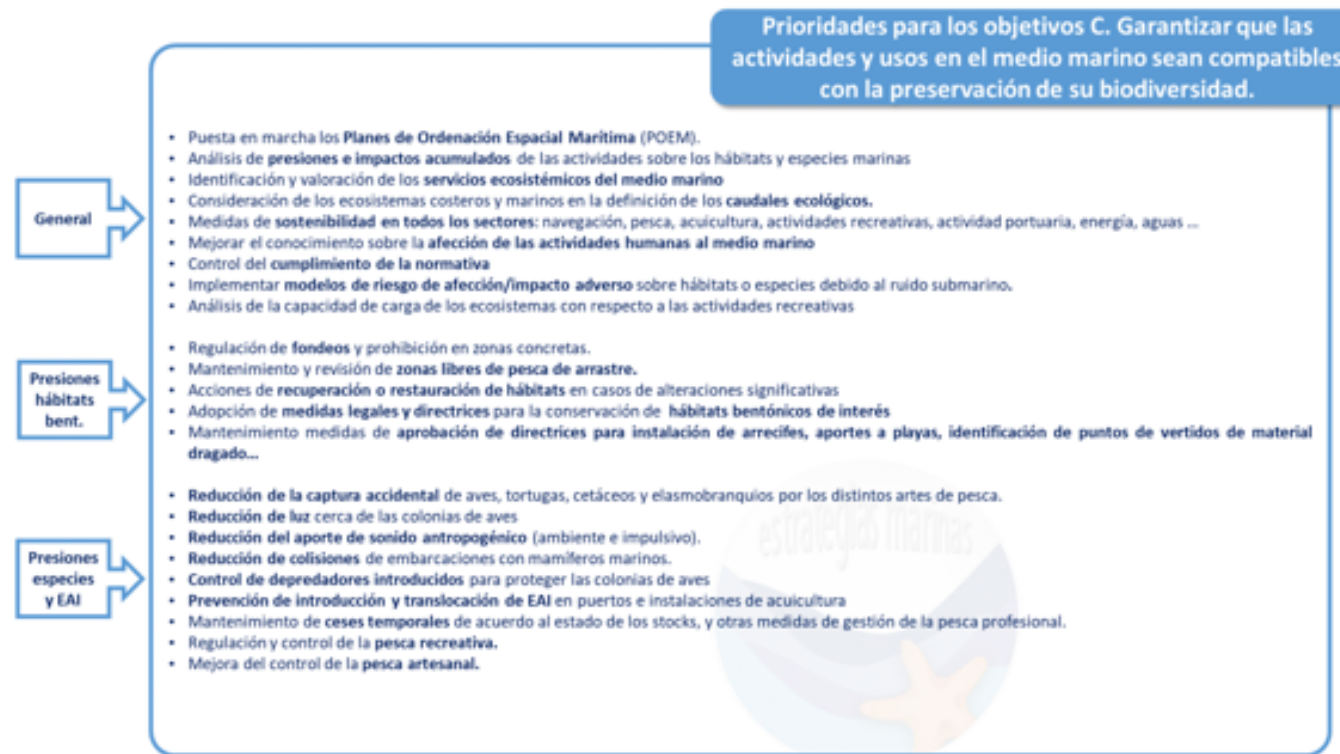 Prioridades para los objetivos C. Garantizar que las
actividades y usos en el medio marino sean compatibles
con la preservación de su biodiversidad.
General
• Puesta en marcha los Planes de Ordenación Espacial Marítima (POEM).
• Análisis de presiones e impactos acumulados de las actividades sobre los hábitats y especies marinas
• Identificación y valoración de los servicios ecosistémicos del medio marino
• Consideración de los ecosistemas costeros y marinos en la definición de los caudales ecológicos.
• Medidas de sostenibilidad en todos los sectores: navegación, pesca, acuicultura, actividades recreativas, actividad portuaria, energía, aguas ...
• Mejorar el conocimiento sobre la afección de las actividades humanas al medio marino
• Control del cumplimiento de la normativa
• Implementar modelos de riesgo de afección/impacto adverso sobre hábitats o especies debido al ruido submarino.
• Análisis de la capacidad de carga de los ecosistemas con respecto a las actividades recreativas
Presiones
hábitats
bent.
• Regulación de fondeos y prohibición en zonas concretas.
• Mantenimiento y revisión de zonas libres de pesca de arrastre.
• Acciones de recuperación o restauración de hábitats en casos de alteraciones significativas
• Adopción de medidas legales y directrices para la conservación de hábitats bentónicos de interés
• Mantenimiento medidas de aprobación de directrices para instalación de arrecifes, aportes a playas, identificación de puntos de vertidos de material
dragado...
Presiones
especies
y EAI
• Reducción de la captura accidental de aves, tortugas, cetáceos y elasmobranquios por los distintos artes de pesca.
• Reducción de luz cerca de las colonias de aves
• Reducción del aporte de sonido antropogénico (ambiente e impulsivo).
• Reducción de colisiones de embarcaciones con mamíferos marinos.
• Control de depredadores introducidos para proteger las colonias de aves
• Prevención de introducción y translocación de EAI en puertos e instalaciones de acuicultura
• Mantenimiento de ceses temporales de acuerdo al estado de los stocks, y otras medidas de gestión de la pesca profesional.
• Regulación y control de la pesca recreativa.
• Mejora del control de la pesca artesanal.
estrategias marinas